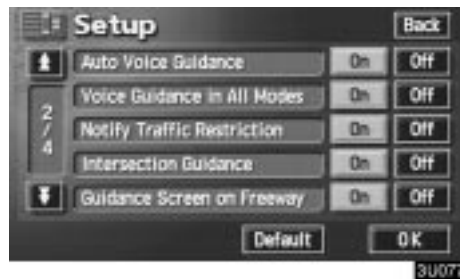 Setup Back
Auto Voice Guidance On Off
Voice Guidance in All Modes On Off
Notify Traffic Restriction On Off
2/4
Intersection Guidance On Off
Guidance Screen on Freeway On Off
Default OK
3U077